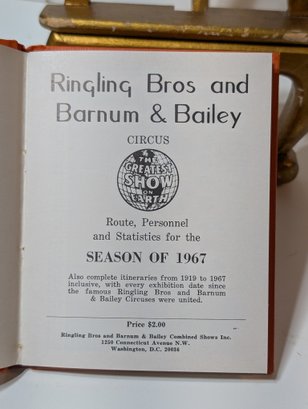 Ringling Bros and
Barnum & Bailey
CIRCUS
THE
GREATEST
SHOW
ON
EARTH
Route, Personnel
and Statistics for the
SEASON OF 1967
Also complete itineraries from 1919 to 1967
inclusive, with every exhibition date since
the famous Ringling Bros and Barnum
& Bailey Circuses were united.
Price $2.00
Ringling Bros and Barnum & Bailey Combined Shows Inc.
1250 Connecticut Avenue N.W.
Washington, D.C. 20036